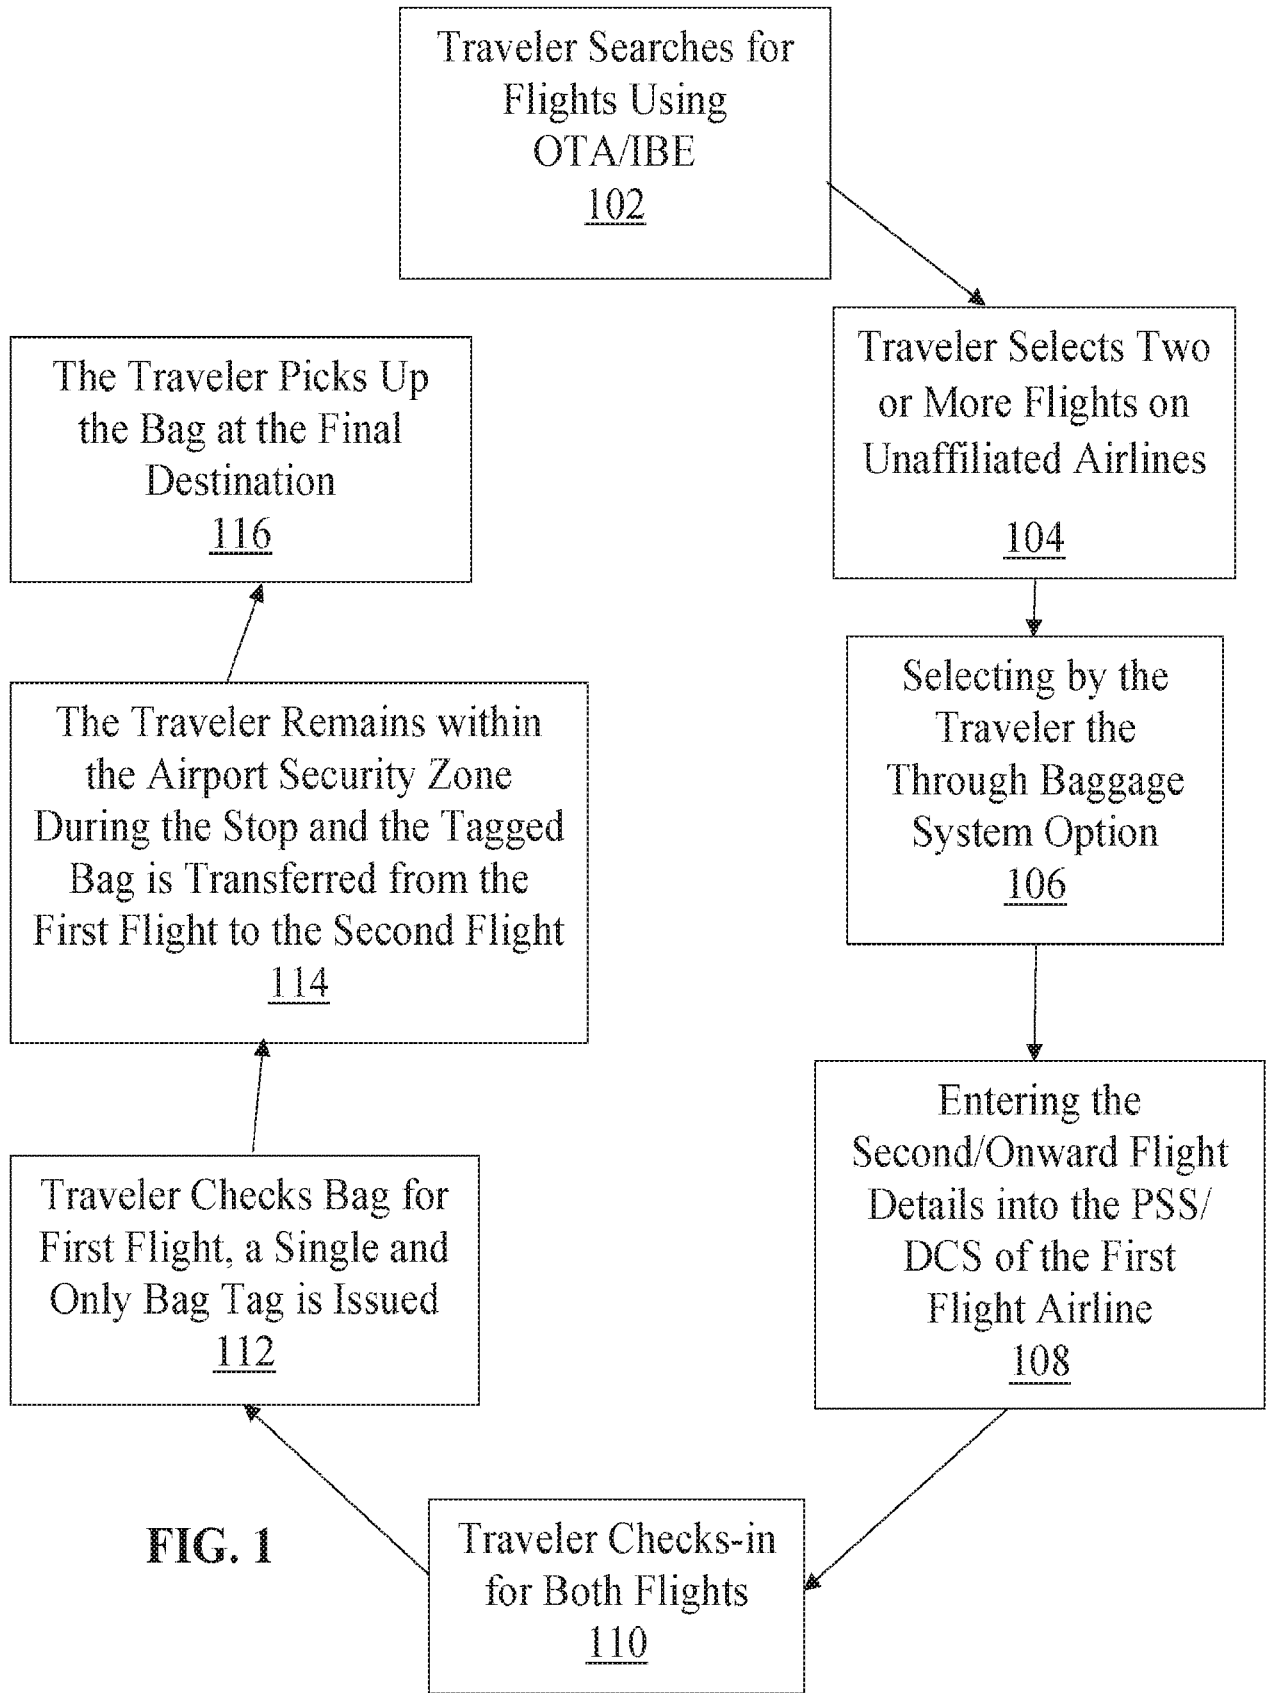 Traveler Searches for
Flights Using
OTA/IBE
102
Traveler Selects Two
or More Flights on
Unaffiliated Airlines
104
Selecting by the
Traveler the
Through Baggage
System Option
106
Entering the
Second/Onward Flight
Details into the PSS/
DCS of the First
Flight Airline
108
Traveler Checks-in
for Both Flights
110
Traveler Checks Bag for
First Flight, a Single and
Only Bag Tag is Issued
112
The Traveler Remains within
the Airport Security Zone
During the Stop and the Tagged
Bag is Transferred from the
First Flight to the Second Flight
114
The Traveler Picks Up
the Bag at the Final
Destination
116
FIG. 1